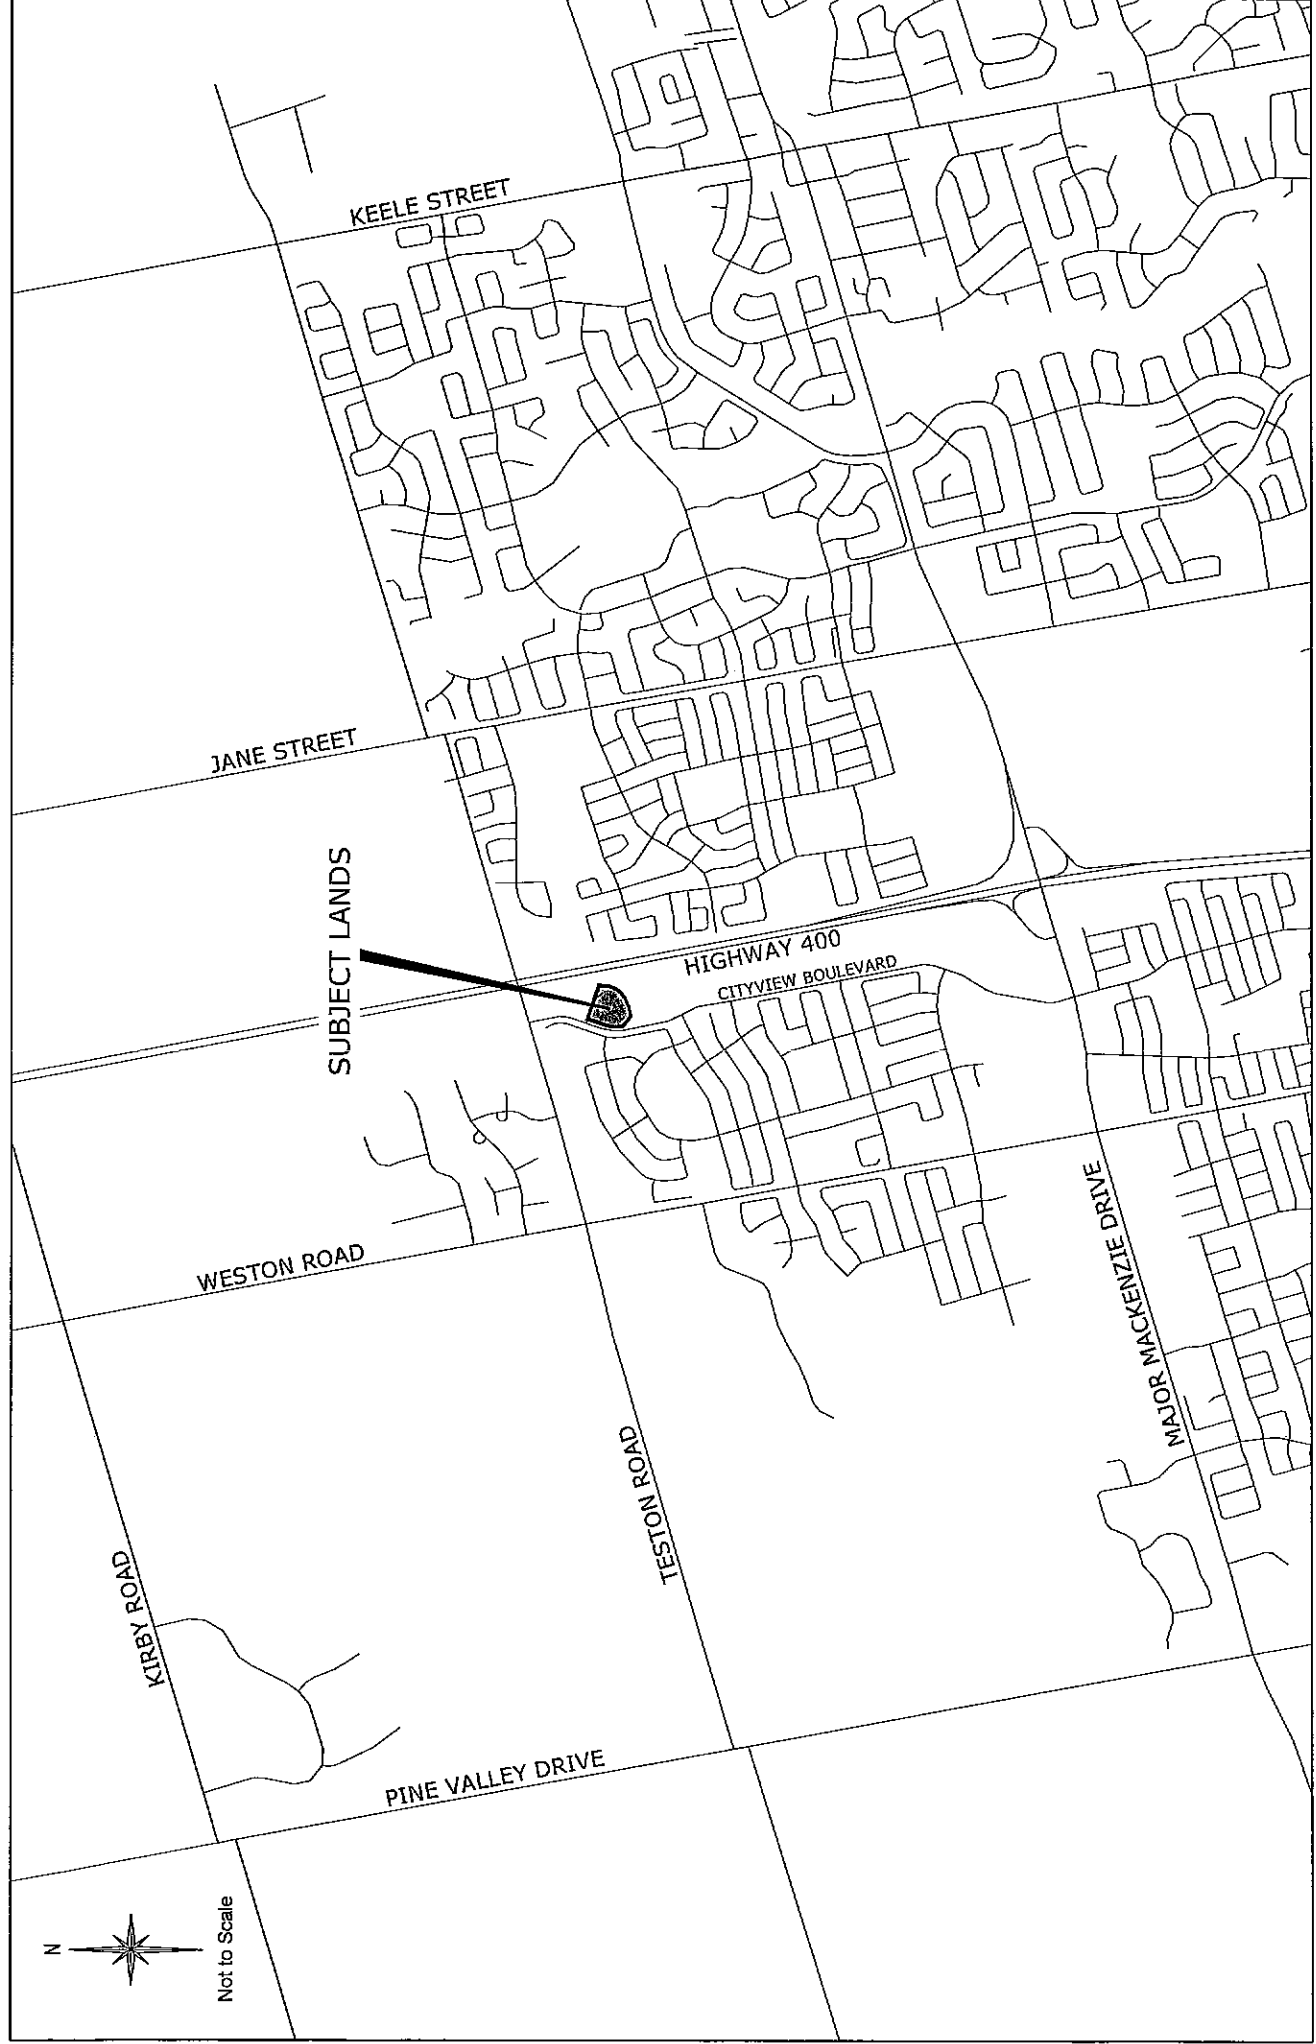 N
Not to Scale
KIRBY ROAD
PINE VALLEY DRIVE
WESTON ROAD
TESTON ROAD
MAJOR MACKENZIE DRIVE
SUBJECT LANDS
HIGHWAY 400
CITYVIEW BOULEVARD
JANE STREET
KEELE STREET